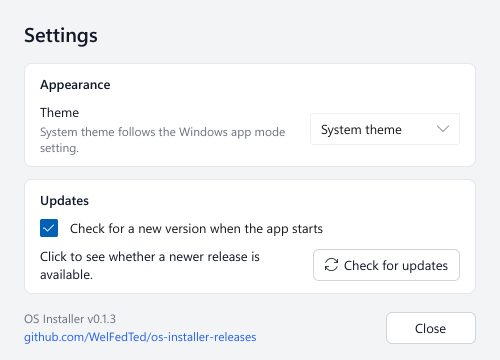 Settings
Appearance
Theme
System theme follows the Windows app mode
setting.
System theme
Updates
Check for a new version when the app starts
Click to see whether a newer release is
available.
Check for updates
OS Installer v0.1.3
github.com/WelFedTed/os-installer-releases
Close